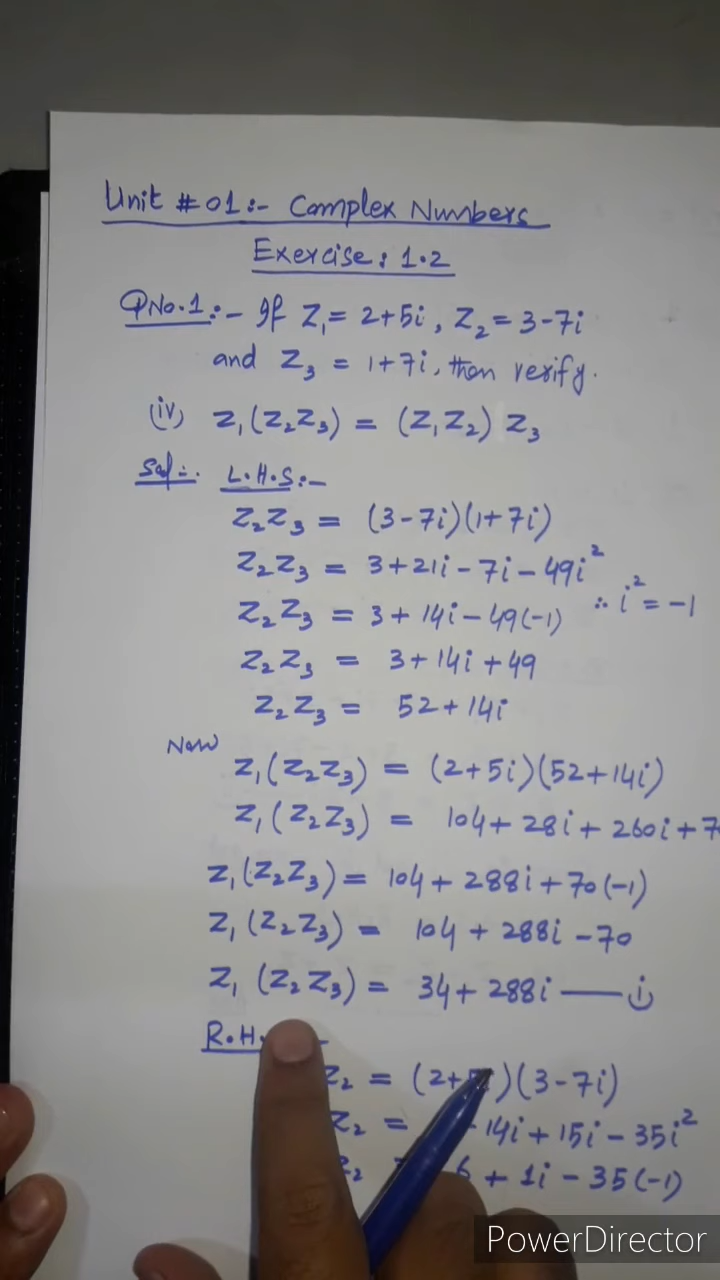 Unit # 01:- Complex Numbers
Exercise: 1.2
QNo.1:- If Z₁ = 2+5i, Z₂ = 3-7i
and Z₃ = 1+7i, then verify.
(iv) Z₁(Z₂Z₃) = (Z₁Z₂) Z₃
Sol:. L.H.S:-
Z₂Z₃ = (3-7i)(1+7i)
Z₂Z₃ = 3+21i-7i-49i²
Z₂Z₃ = 3+14i-49(-1) ∴ i² = -1
Z₂Z₃ = 3+14i+49
Z₂Z₃ = 52+14i
Now Z₁(Z₂Z₃) = (2+5i)(52+14i)
Z₁(Z₂Z₃) = 104+28i+260i+7
Z₁(Z₂Z₃) = 104+288i+70(-1)
Z₁(Z₂Z₃) = 104+288i-70
Z₁(Z₂Z₃) = 34+288i —— i
R.H.
Z₂ = (2+ )(3-7i)
Z₂ = -14i+15i-35i²
Z₂ = 6+1i-35(-1)
PowerDirector